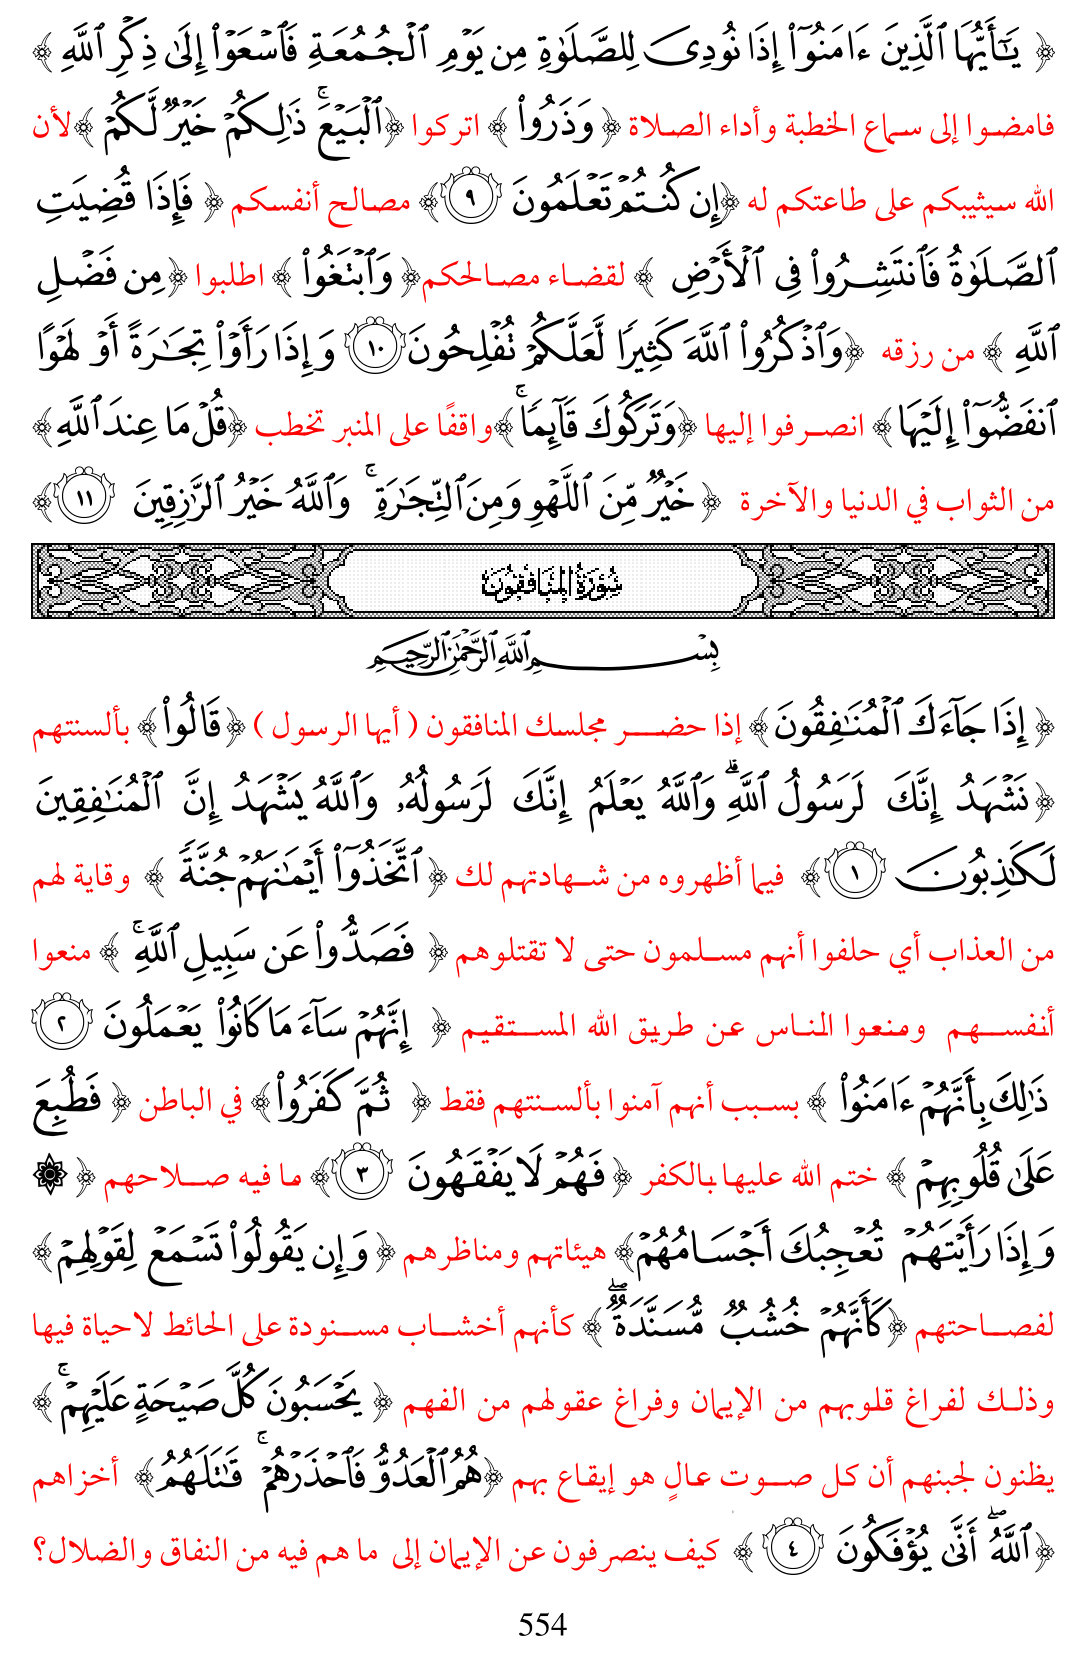 ﴿ يَـٰٓأَيُّهَا ٱلَّذِينَ ءَامَنُوٓا۟ إِذَا نُودِىَ لِلصَّلَوٰةِ مِن يَوْمِ ٱلْجُمُعَةِ فَٱسْعَوْا۟ إِلَىٰ ذِكْرِ ٱللَّهِ ﴾
فامضوا إلى سماع الخطبة وأداء الصلاة ﴿ وَذَرُوا۟ ﴾ اتركوا ﴿ٱلْبَيْعَ ۚ ذَٰلِكُمْ خَيْرٌ لَّكُمْ ﴾ لأن
الله سيثيبكم على طاعتكم له ﴿إِن كُنتُمْ تَعْلَمُونَ ٩﴾ مصالح أنفسكم ﴿ فَإِذَا قُضِيَتِ
ٱلصَّلَوٰةُ فَٱنتَشِرُوا۟ فِى ٱلْأَرْضِ ﴾ لقضاء مصالحكم﴿ وَٱبْتَغُوا۟ ﴾ اطلبوا ﴿مِن فَضْلِ
ٱللَّهِ ﴾ من رزقه ﴿وَٱذْكُرُوا۟ ٱللَّهَ كَثِيرًا لَّعَلَّكُمْ تُفْلِحُونَ ١٠ وَإِذَا رَأَوْا۟ تِجَـٰرَةً أَوْ لَهْوًا
ٱنفَضُّوٓا۟ إِلَيْهَا﴾ انصرفوا إليها ﴿وَتَرَكُوكَ قَآئِمًا ۚ﴾واقفًا على المنبر تخطب ﴿قُلْ مَا عِندَ ٱللَّهِ﴾
من الثواب في الدنيا والآخرة ﴿ خَيْرٌ مِّنَ ٱللَّهْوِ وَمِنَ ٱلتِّجَـٰرَةِ ۚ وَٱللَّهُ خَيْرُ ٱلرَّٰزِقِينَ ١١﴾
سُورَةُ المُنَافِقُونَ
بِسْمِ ٱللَّهِ ٱلرَّحْمَـٰنِ ٱلرَّحِيمِ
﴿ إِذَا جَآءَكَ ٱلْمُنَـٰفِقُونَ﴾ إذا حضر مجلسك المنافقون ( أيها الرسول ) ﴿ قَالُوا۟﴾ بألسنتهم
﴿نَشْهَدُ إِنَّكَ لَرَسُولُ ٱللَّهِ ۗ وَٱللَّهُ يَعْلَمُ إِنَّكَ لَرَسُولُهُۥ وَٱللَّهُ يَشْهَدُ إِنَّ ٱلْمُنَـٰفِقِينَ
لَكَـٰذِبُونَ ١﴾ فيما أظهروه من شهادتهم لك ﴿ ٱتَّخَذُوٓا۟ أَيْمَـٰنَهُمْ جُنَّةً ﴾ وقاية لهم
من العذاب أي حلفوا أنهم مسلمون حتى لا تقتلوهم ﴿ فَصَدُّوا۟ عَن سَبِيلِ ٱللَّهِ ۚ ﴾ منعوا
أنفسهم ومنعوا الناس عن طريق الله المستقيم ﴿ إِنَّهُمْ سَآءَ مَا كَانُوا۟ يَعْمَلُونَ ٢
ذَٰلِكَ بِأَنَّهُمْ ءَامَنُوا۟ ﴾ بسبب أنهم آمنوا بألسنتهم فقط ﴿ ثُمَّ كَفَرُوا۟﴾ في الباطن ﴿ فَطُبِعَ
عَلَىٰ قُلُوبِهِمْ ﴾ ختم الله عليها بالكفر ﴿ فَهُمْ لَا يَفْقَهُونَ ٣﴾ ما فيه صلاحهم ﴿ ۞
وَإِذَا رَأَيْتَهُمْ تُعْجِبُكَ أَجْسَامُهُمْ﴾ هيئاتهم ومناظرهم ﴿ وَإِن يَقُولُوا۟ تَسْمَعْ لِقَوْلِهِمْ﴾
لفصاحتهم ﴿كَأَنَّهُمْ خُشُبٌ مُّسَنَّدَةٌ ۖ﴾ كأنهم أخشاب مسنودة على الحائط لاحياة فيها
وذلك لفراغ قلوبهم من الإيمان وفراغ عقولهم من الفهم ﴿ يَحْسَبُونَ كُلَّ صَيْحَةٍ عَلَيْهِمْ ۚ﴾
يظنون لجبنهم أن كل صوت عالٍ هو إيقاع بهم ﴿هُمُ ٱلْعَدُوُّ فَٱحْذَرْهُمْ ۚ قَـٰتَلَهُمُ﴾ أخزاهم
﴿ٱللَّهُ ۖ أَنَّىٰ يُؤْفَكُونَ ٤﴾ كيف ينصرفون عن الإيمان إلى ما هم فيه من النفاق والضلال؟
554